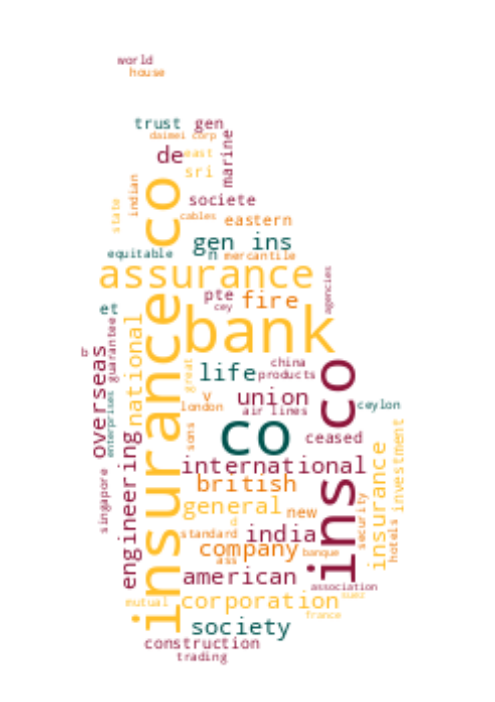 world
house
trust gen
daimei corp
marine
de east
sri
indian
state
societe
cables eastern
insurance co
gen ins
equitable n mercantile
assurance
agencies
pte fire
cey
et
bank
guarantee
national
br
overseas
great
china
life products
enterprises
ins co
union
v
london air lines
ceylon
sons
co ceased
engineering
singapore
international
british
insurance
investment
general new
security
hotels
d
standard india
company banque
ass
american association
mutual corporation suez
france
society
construction
trading